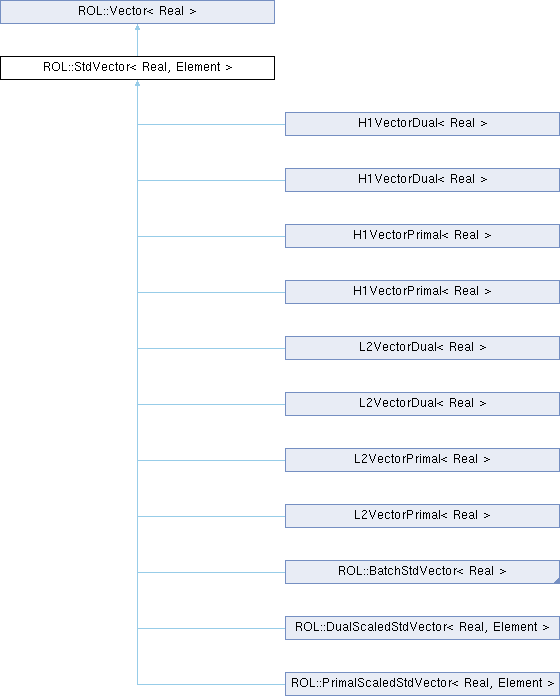 ROL::Vector< Real >
ROL::StdVector< Real, Element >
H1VectorDual< Real >
H1VectorDual< Real >
H1VectorPrimal< Real >
H1VectorPrimal< Real >
L2VectorDual< Real >
L2VectorDual< Real >
L2VectorPrimal< Real >
L2VectorPrimal< Real >
ROL::BatchStdVector< Real >
ROL::DualScaledStdVector< Real, Element >
ROL::PrimalScaledStdVector< Real, Element >